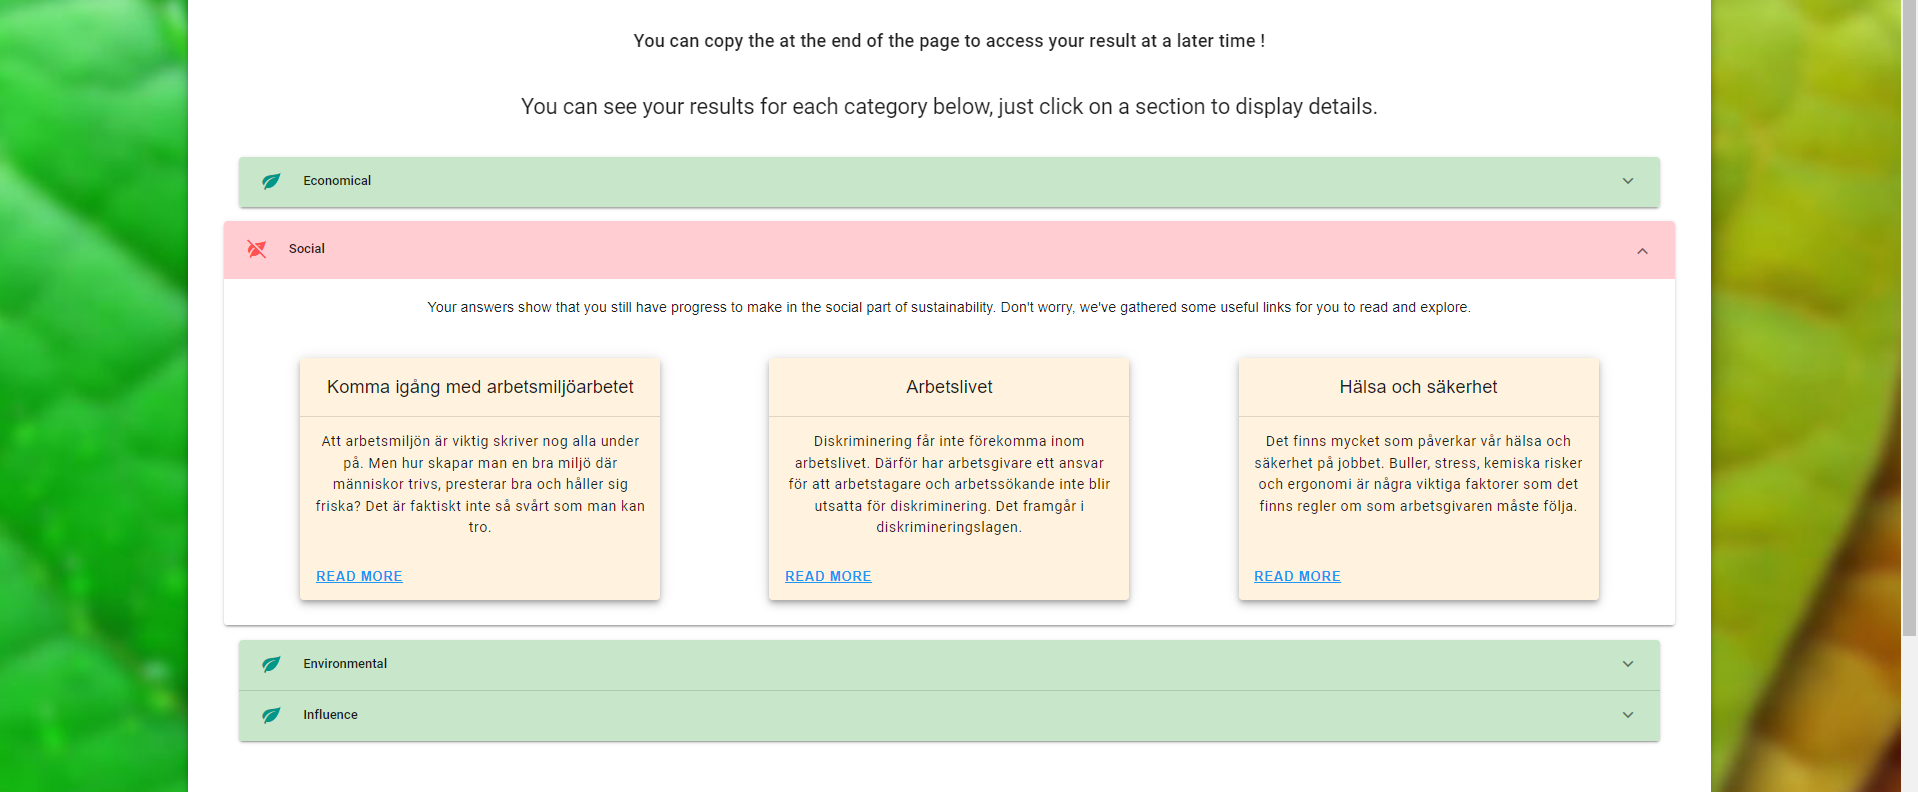 You can copy the at the end of the page to access your result at a later time !
You can see your results for each category below, just click on a section to display details.
Economical
Social
Your answers show that you still have progress to make in the social part of sustainability. Don't worry, we've gathered some useful links for you to read and explore.
Komma igång med arbetsmiljöarbetet
Att arbetsmiljön är viktig skriver nog alla under
på. Men hur skapar man en bra miljö där
människor trivs, presterar bra och håller sig
friska? Det är faktiskt inte så svårt som man kan
tro.
READ MORE
Arbetslivet
Diskriminering får inte förekomma inom
arbetslivet. Därför har arbetsgivare ett ansvar
för att arbetstagare och arbetssökande inte blir
utsatta för diskriminering. Det framgår i
diskrimineringslagen.
READ MORE
Hälsa och säkerhet
Det finns mycket som påverkar vår hälsa och
säkerhet på jobbet. Buller, stress, kemiska risker
och ergonomi är några viktiga faktorer som det
finns regler om som arbetsgivaren måste följa.
READ MORE
Environmental
Influence